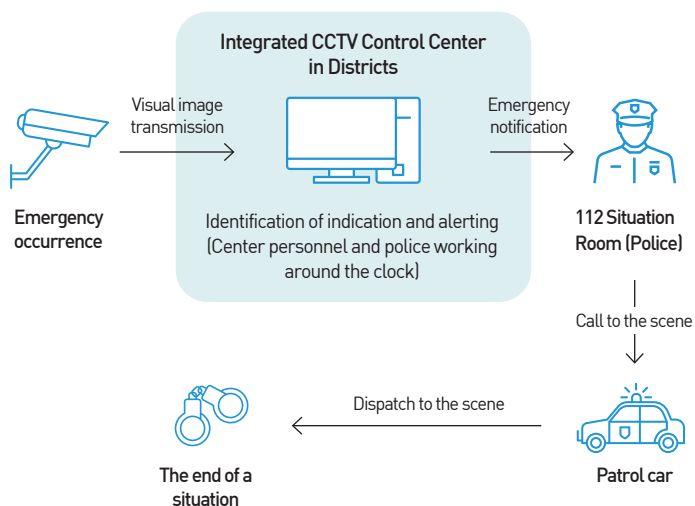 Integrated CCTV Control Center
in Districts
Visual image
transmission
Emergency
notification
Emergency
occurrence
Identification of indication and alerting
(Center personnel and police working
around the clock)
112 Situation
Room (Police)
Call to the scene
Dispatch to the scene
The end of a
situation
Patrol car